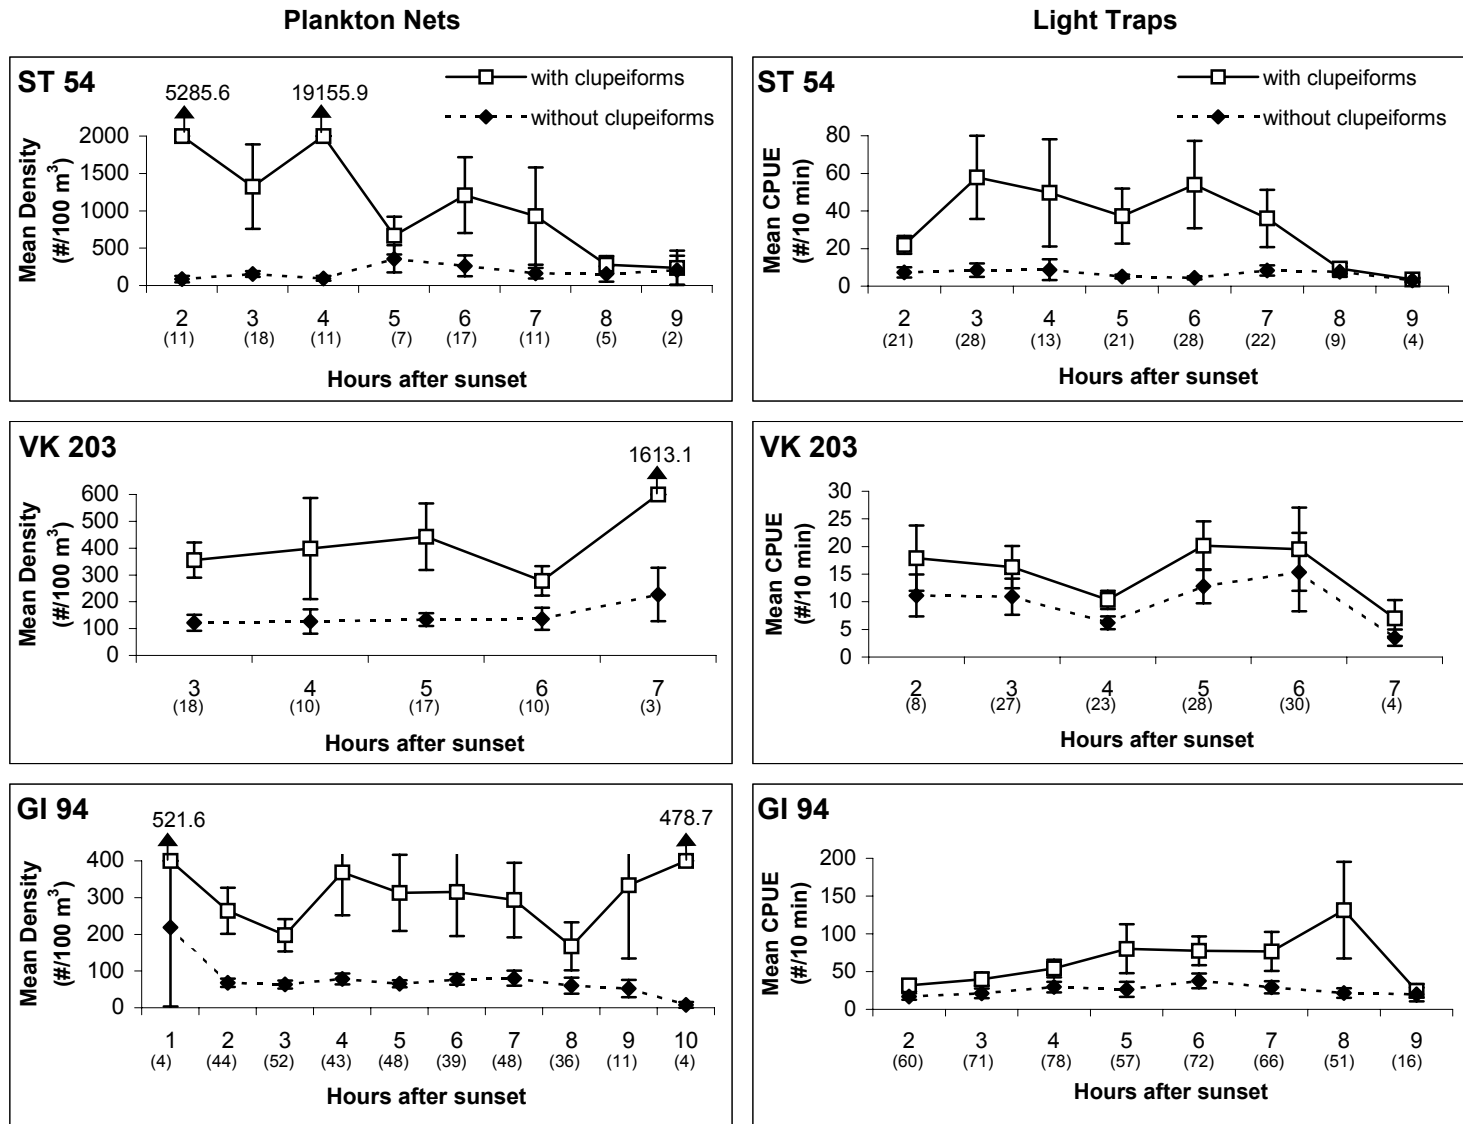 Plankton Nets
Light Traps
ST 54
5285.6
19155.9
with clupeiforms
without clupeiforms
Mean Density
(#/100 m³)
2000
1500
1000
500
0
2 3 4 5 6 7 8 9
(11) (18) (11) (7) (17) (11) (5) (2)
Hours after sunset
ST 54
with clupeiforms
without clupeiforms
Mean CPUE
(#/10 min)
80
60
40
20
0
2 3 4 5 6 7 8 9
(21) (28) (13) (21) (28) (22) (9) (4)
Hours after sunset
VK 203
1613.1
Mean Density
(#/100 m³)
600
500
400
300
200
100
0
3 4 5 6 7
(18) (10) (17) (10) (3)
Hours after sunset
VK 203
Mean CPUE
(#/10 min)
30
25
20
15
10
5
0
2 3 4 5 6 7
(8) (27) (23) (28) (30) (4)
Hours after sunset
GI 94
521.6
478.7
Mean Density
(#/100 m³)
400
300
200
100
0
1 2 3 4 5 6 7 8 9 10
(4) (44) (52) (43) (48) (39) (48) (36) (11) (4)
Hours after sunset
GI 94
Mean CPUE
(#/10 min)
200
150
100
50
0
2 3 4 5 6 7 8 9
(60) (71) (78) (57) (72) (66) (51) (16)
Hours after sunset